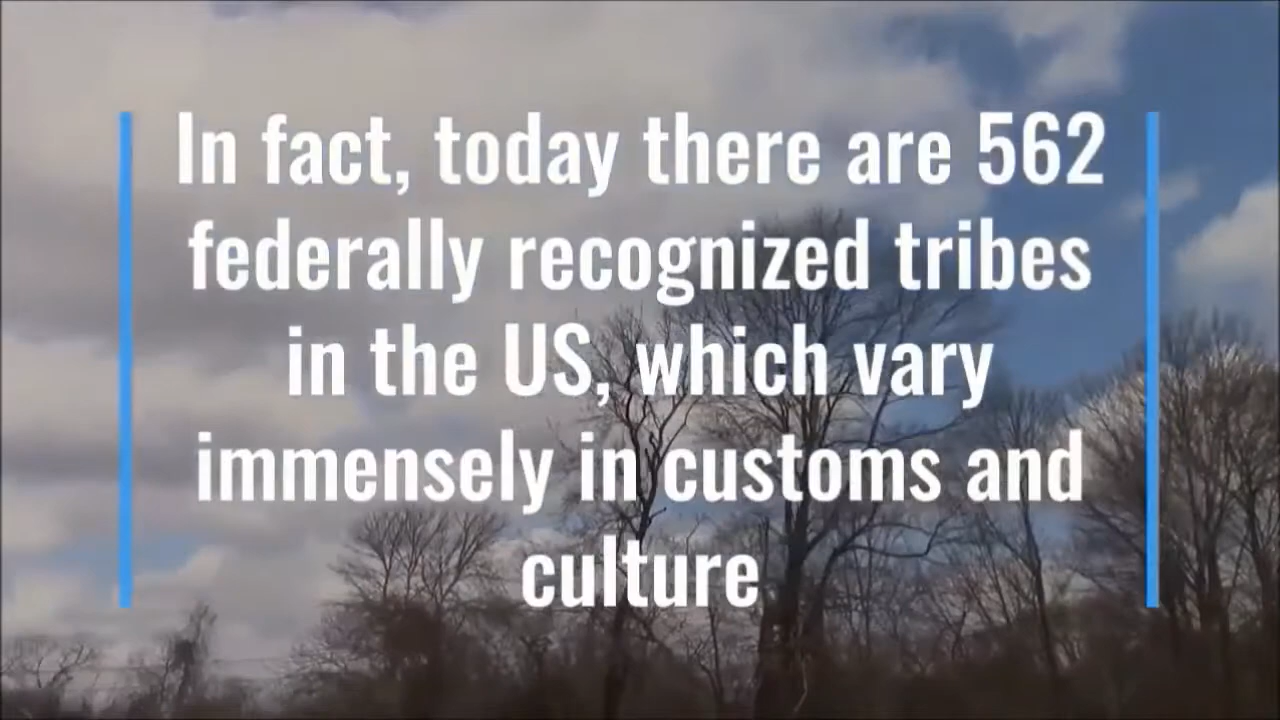 In fact, today there are 562
federally recognized tribes
in the US, which vary
immensely in customs and
culture